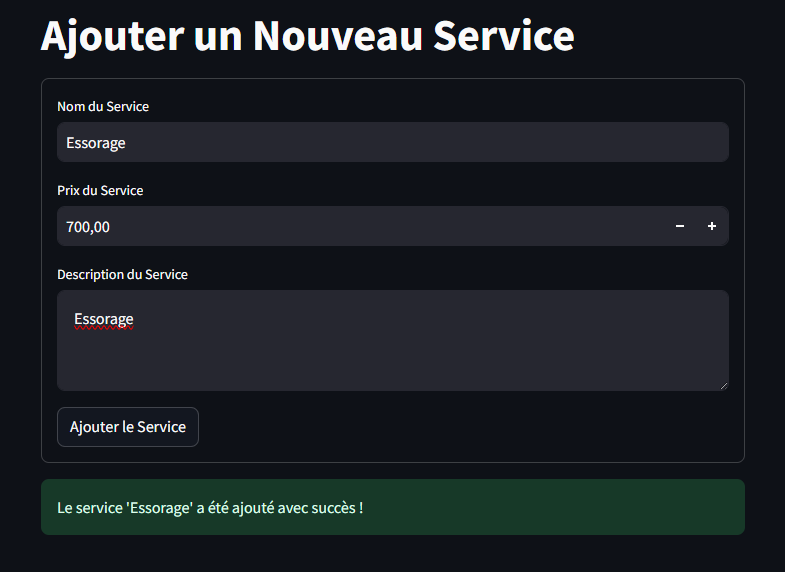 Ajouter un Nouveau Service
Nom du Service
Essorage
Prix du Service
700,00
Description du Service
Essorage
Ajouter le Service
Le service 'Essorage' a été ajouté avec succès !